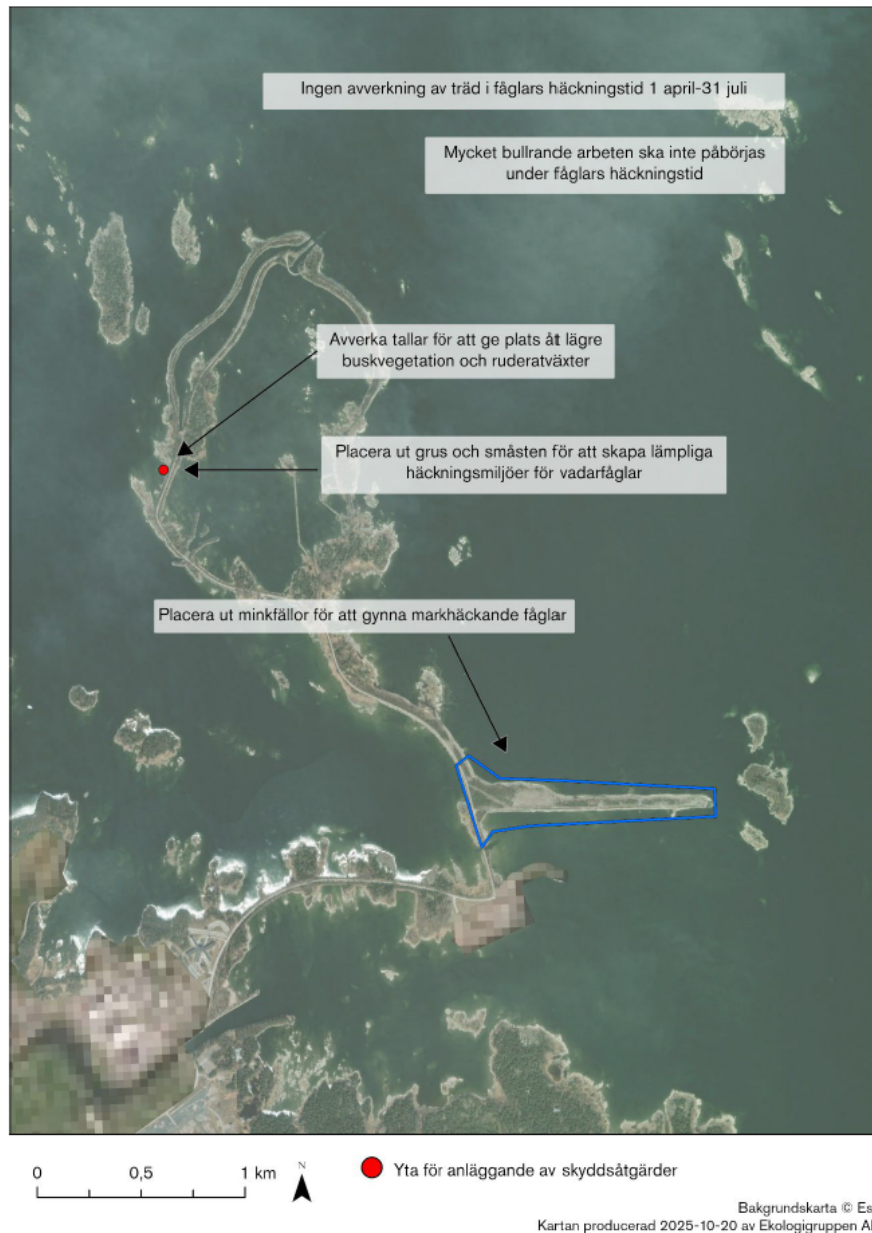 Ingen avverkning av träd i fåglars häckningstid 1 april-31 juli
Mycket bullrande arbeten ska inte påbörjas
under fåglars häckningstid
Avverka tallar för att ge plats åt lägre
buskvegetation och ruderatväxter
Placera ut grus och småsten för att skapa lämpliga
häckningsmiljöer för vadarfåglar
Placera ut minkfällor för att gynna markhäckande fåglar
0 0,5 1 km
N
Yta för anläggande av skyddsåtgärder
Bakgrundskarta © Es
Kartan producerad 2025-10-20 av Ekologigruppen A